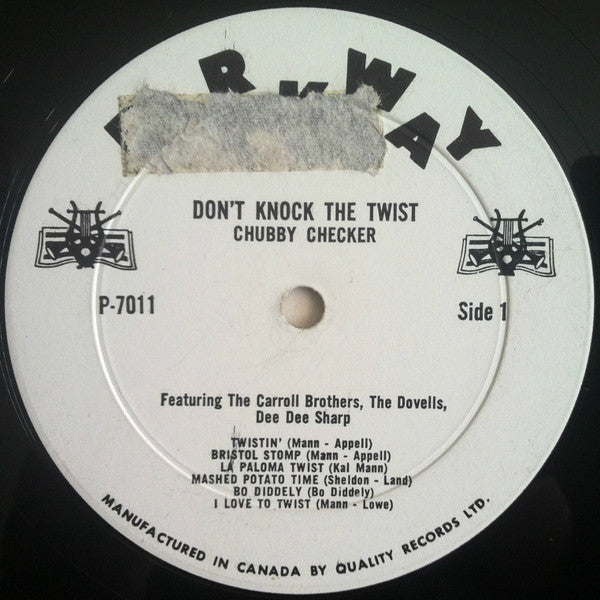 DON'T KNOCK THE TWIST
CHUBBY CHECKER
P-7011
Side 1
Featuring The Carroll Brothers, The Dovells,
Dee Dee Sharp
TWISTIN' (Mann - Appell)
BRISTOL STOMP (Mann - Appell)
LA PALOMA TWIST (Kal Mann)
MASHED POTATO TIME (Sheldon - Land)
BO DIDDELY (Bo Diddely)
I LOVE TO TWIST (Mann - Lowe)
MANUFACTURED IN CANADA BY QUALITY RECORDS LTD.